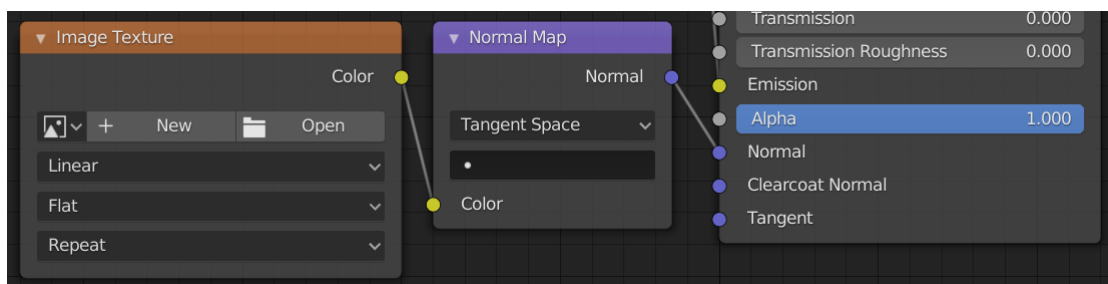 Image Texture
Color
New
Open
Linear
Flat
Repeat
Normal Map
Normal
Tangent Space
Color
Transmission 0.000
Transmission Roughness 0.000
Emission
Alpha 1.000
Normal
Clearcoat Normal
Tangent